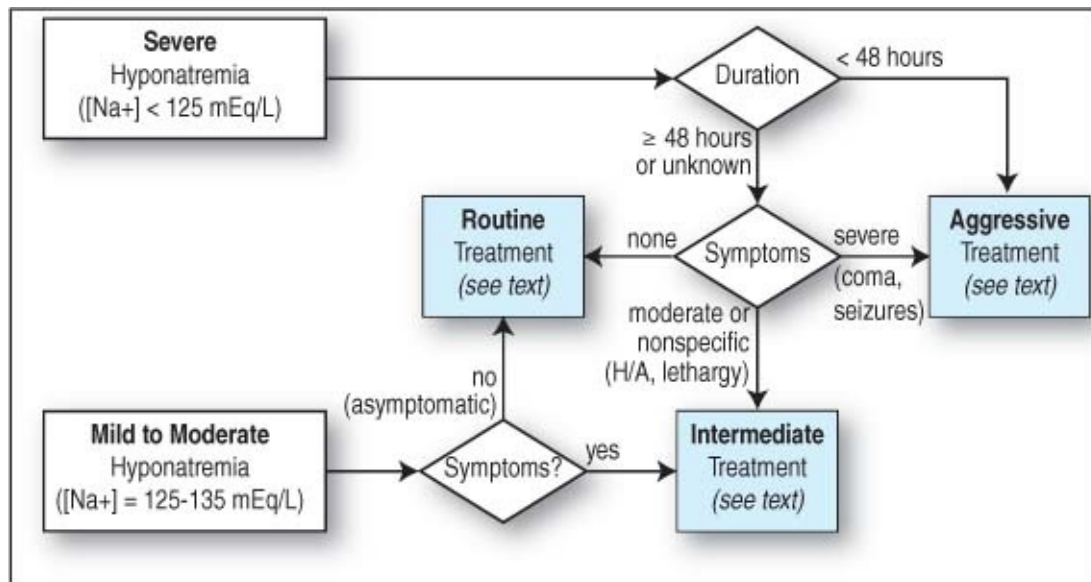 Severe
Hyponatremia
([Na+] < 125 mEq/L)
Duration
< 48 hours
≥ 48 hours
or unknown
Routine
Treatment
(see text)
none
Symptoms
severe
(coma,
seizures)
Aggressive
Treatment
(see text)
moderate or
nonspecific
(H/A, lethargy)
no
(asymptomatic)
Mild to Moderate
Hyponatremia
([Na+] = 125-135 mEq/L)
Symptoms?
yes
Intermediate
Treatment
(see text)